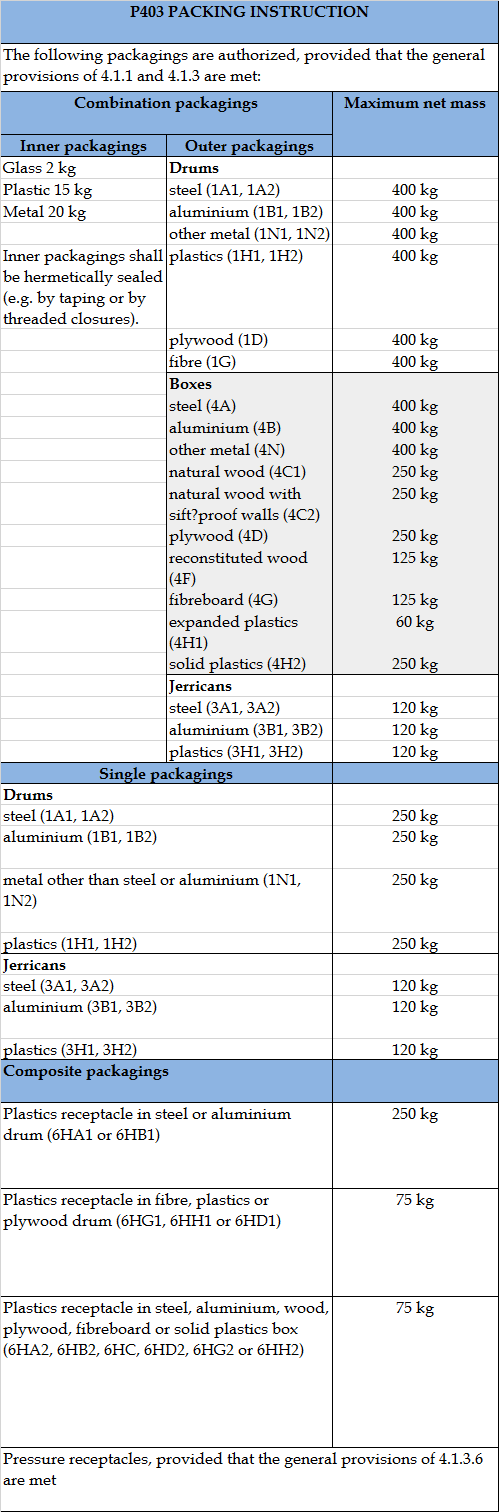 P403 PACKING INSTRUCTION
The following packagings are authorized, provided that the general
provisions of 4.1.1 and 4.1.3 are met:
Combination packagings Maximum net mass
Inner packagings Outer packagings
Glass 2 kg Drums
Plastic 15 kg steel (1A1, 1A2) 400 kg
Metal 20 kg aluminium (1B1, 1B2) 400 kg
other metal (1N1, 1N2) 400 kg
Inner packagings shall plastics (1H1, 1H2) 400 kg
be hermetically sealed
(e.g. by taping or by
threaded closures).
plywood (1D) 400 kg
fibre (1G) 400 kg
Boxes
steel (4A) 400 kg
aluminium (4B) 400 kg
other metal (4N) 400 kg
natural wood (4C1) 250 kg
natural wood with 250 kg
sift?proof walls (4C2)
plywood (4D) 250 kg
reconstituted wood 125 kg
(4F)
fibreboard (4G) 125 kg
expanded plastics 60 kg
(4H1)
solid plastics (4H2) 250 kg
Jerricans
steel (3A1, 3A2) 120 kg
aluminium (3B1, 3B2) 120 kg
plastics (3H1, 3H2) 120 kg
Single packagings
Drums
steel (1A1, 1A2) 250 kg
aluminium (1B1, 1B2) 250 kg
metal other than steel or aluminium (1N1, 250 kg
1N2)
plastics (1H1, 1H2) 250 kg
Jerricans
steel (3A1, 3A2) 120 kg
aluminium (3B1, 3B2) 120 kg
plastics (3H1, 3H2) 120 kg
Composite packagings
Plastics receptacle in steel or aluminium 250 kg
drum (6HA1 or 6HB1)
Plastics receptacle in fibre, plastics or 75 kg
plywood drum (6HG1, 6HH1 or 6HD1)
Plastics receptacle in steel, aluminium, wood, 75 kg
plywood, fibreboard or solid plastics box
(6HA2, 6HB2, 6HC, 6HD2, 6HG2 or 6HH2)
Pressure receptacles, provided that the general provisions of 4.1.3.6
are met